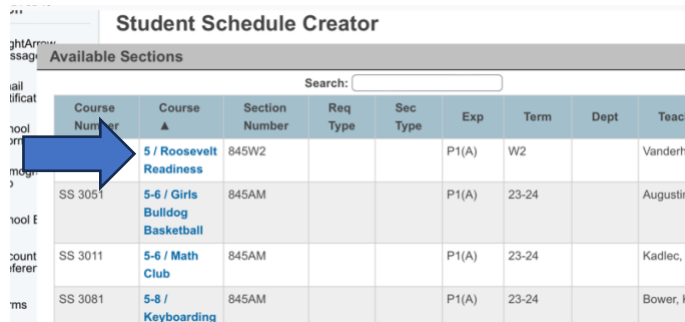 Student Schedule Creator
Available Sections
Search:
Course Number Course ▲ Section Number Req Type Sec Type Exp Term Dept
5 / Roosevelt Readiness 845W2 P1(A) W2
SS 3051 5-6 / Girls Bulldog Basketball 845AM P1(A) 23-24
SS 3011 5-6 / Math Club 845AM P1(A) 23-24 Kadlec,
SS 3081 5-8 / Keyboarding 845AM P1(A) 23-24 Bower,